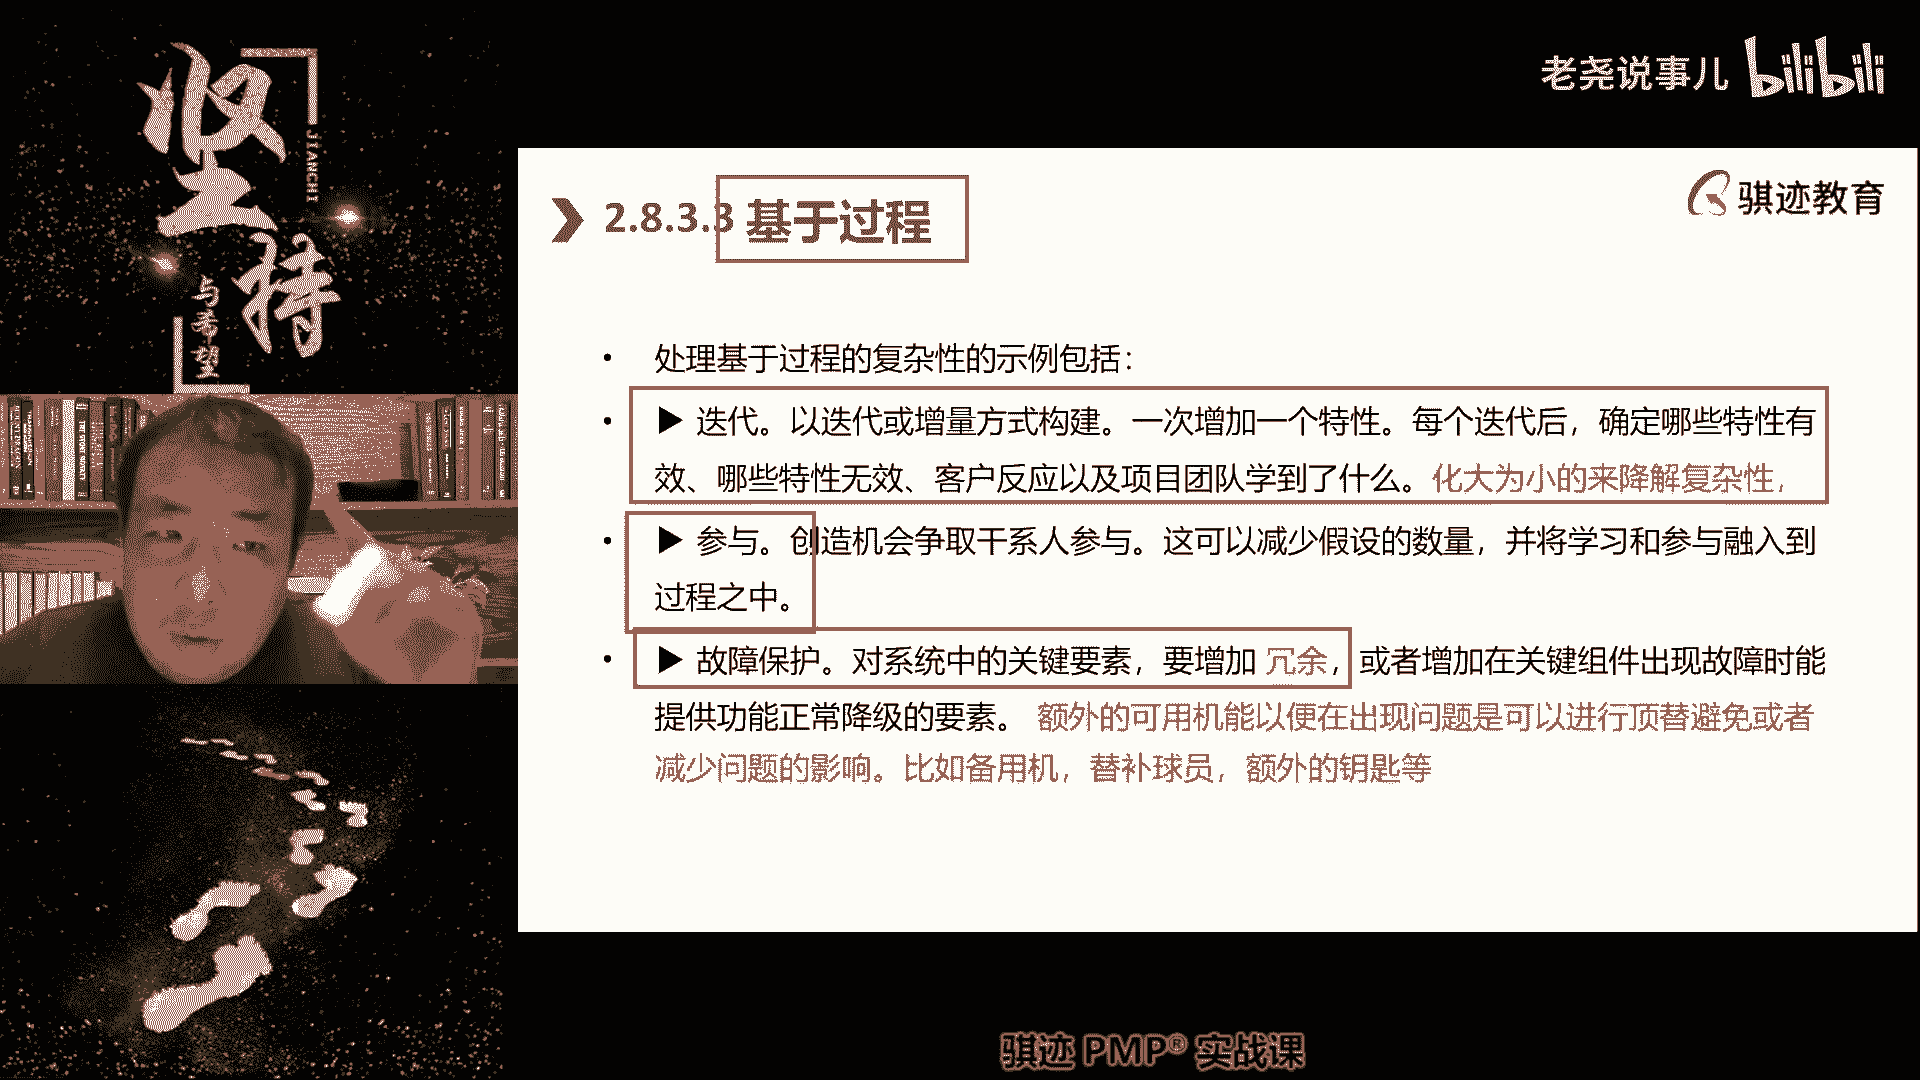 坚持
JIANCHI
与希望
老尧说事儿 bilibili
骐迹教育
2.8.3.3 基于过程
• 处理基于过程的复杂性的示例包括：
• ▶ 迭代。以迭代或增量方式构建。一次增加一个特性。每个迭代后，确定哪些特性有
效、哪些特性无效、客户反应以及项目团队学到了什么。化大为小的来降解复杂性，
• ▶ 参与。创造机会争取干系人参与。这可以减少假设的数量，并将学习和参与融入到
过程之中。
• ▶ 故障保护。对系统中的关键要素，要增加 冗余，或者增加在关键组件出现故障时能
提供功能正常降级的要素。 额外的可用机能以便在出现问题是可以进行顶替避免或者
减少问题的影响。比如备用机，替补球员，额外的钥匙等
骐迹 PMP® 实战课